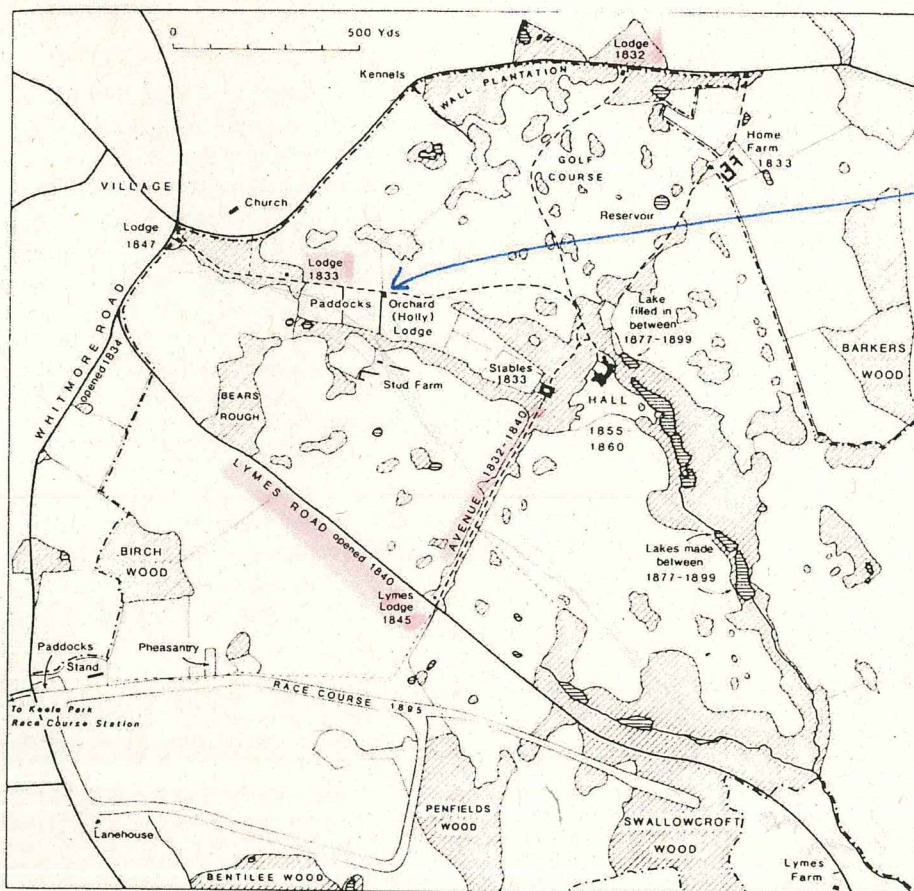 0 500 Yds
Lodge
1832
Kennels
WALL PLANTATION
Home
Farm
1833
GOLF
COURSE
VILLAGE
Church
Reservoir
Lodge
1847
Lodge
1833
Paddocks
Orchard
(Holly)
Lodge
Lake
filled in
between
1877-1899
BARKERS
WOOD
WHITMORE ROAD
opened 1834
Stables
1833
Stud Farm
HALL
BEARS
ROUGH
1855
1860
AVENUE 1832-1840
LYMES ROAD opened 1840
BIRCH
WOOD
Lakes made
between
1877-1899
Lymes
Lodge
1845
Paddocks
Stand
Pheasantry
RACE COURSE 1895
To Keele Park
Race Course Station
PENFIELDS
WOOD
SWALLOWCROFT
WOOD
Lanehouse
BENTILEE WOOD
Lymes
Farm